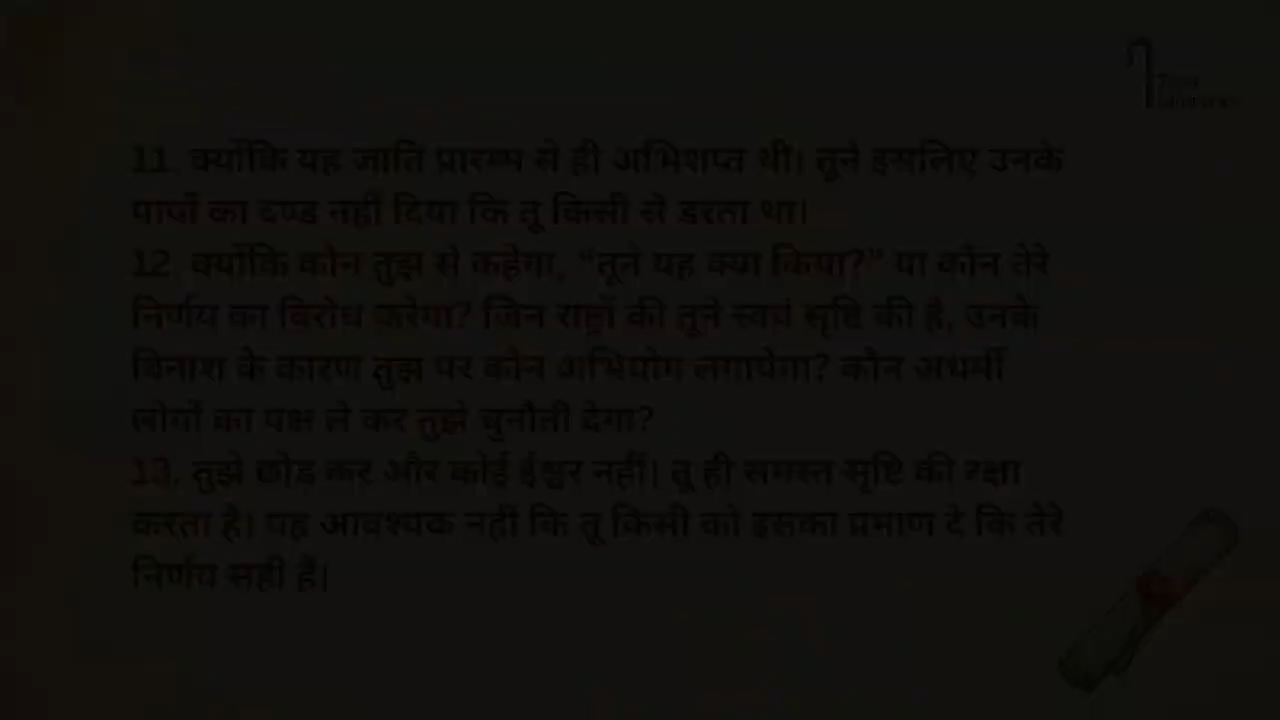 11. क्योंकि यह जाति प्रारम्भ से ही अभिशप्त थी। तूने इसलिए उनके
पापों का दण्ड नहीं दिया कि तू किसी से डरता था।
12. क्योंकि कौन तुझ से कहेगा, "तूने यह क्या किया?" या कौन तेरे
निर्णय का विरोध करेगा? जिन राष्ट्रों की तूने स्वयं सृष्टि की है, उनके
विनाश के कारण तुझ पर कौन अभियोग लगायेगा? कौन अधर्मी
लोगों का पक्ष ले कर तुझे चुनौती देगा?
13. तुझे छोड़ कर और कोई ईश्वर नहीं। तू ही समस्त सृष्टि की रक्षा
करता है। यह आवश्यक नहीं कि तू किसी को इसका प्रमाण दे कि तेरे
निर्णय सही हैं।